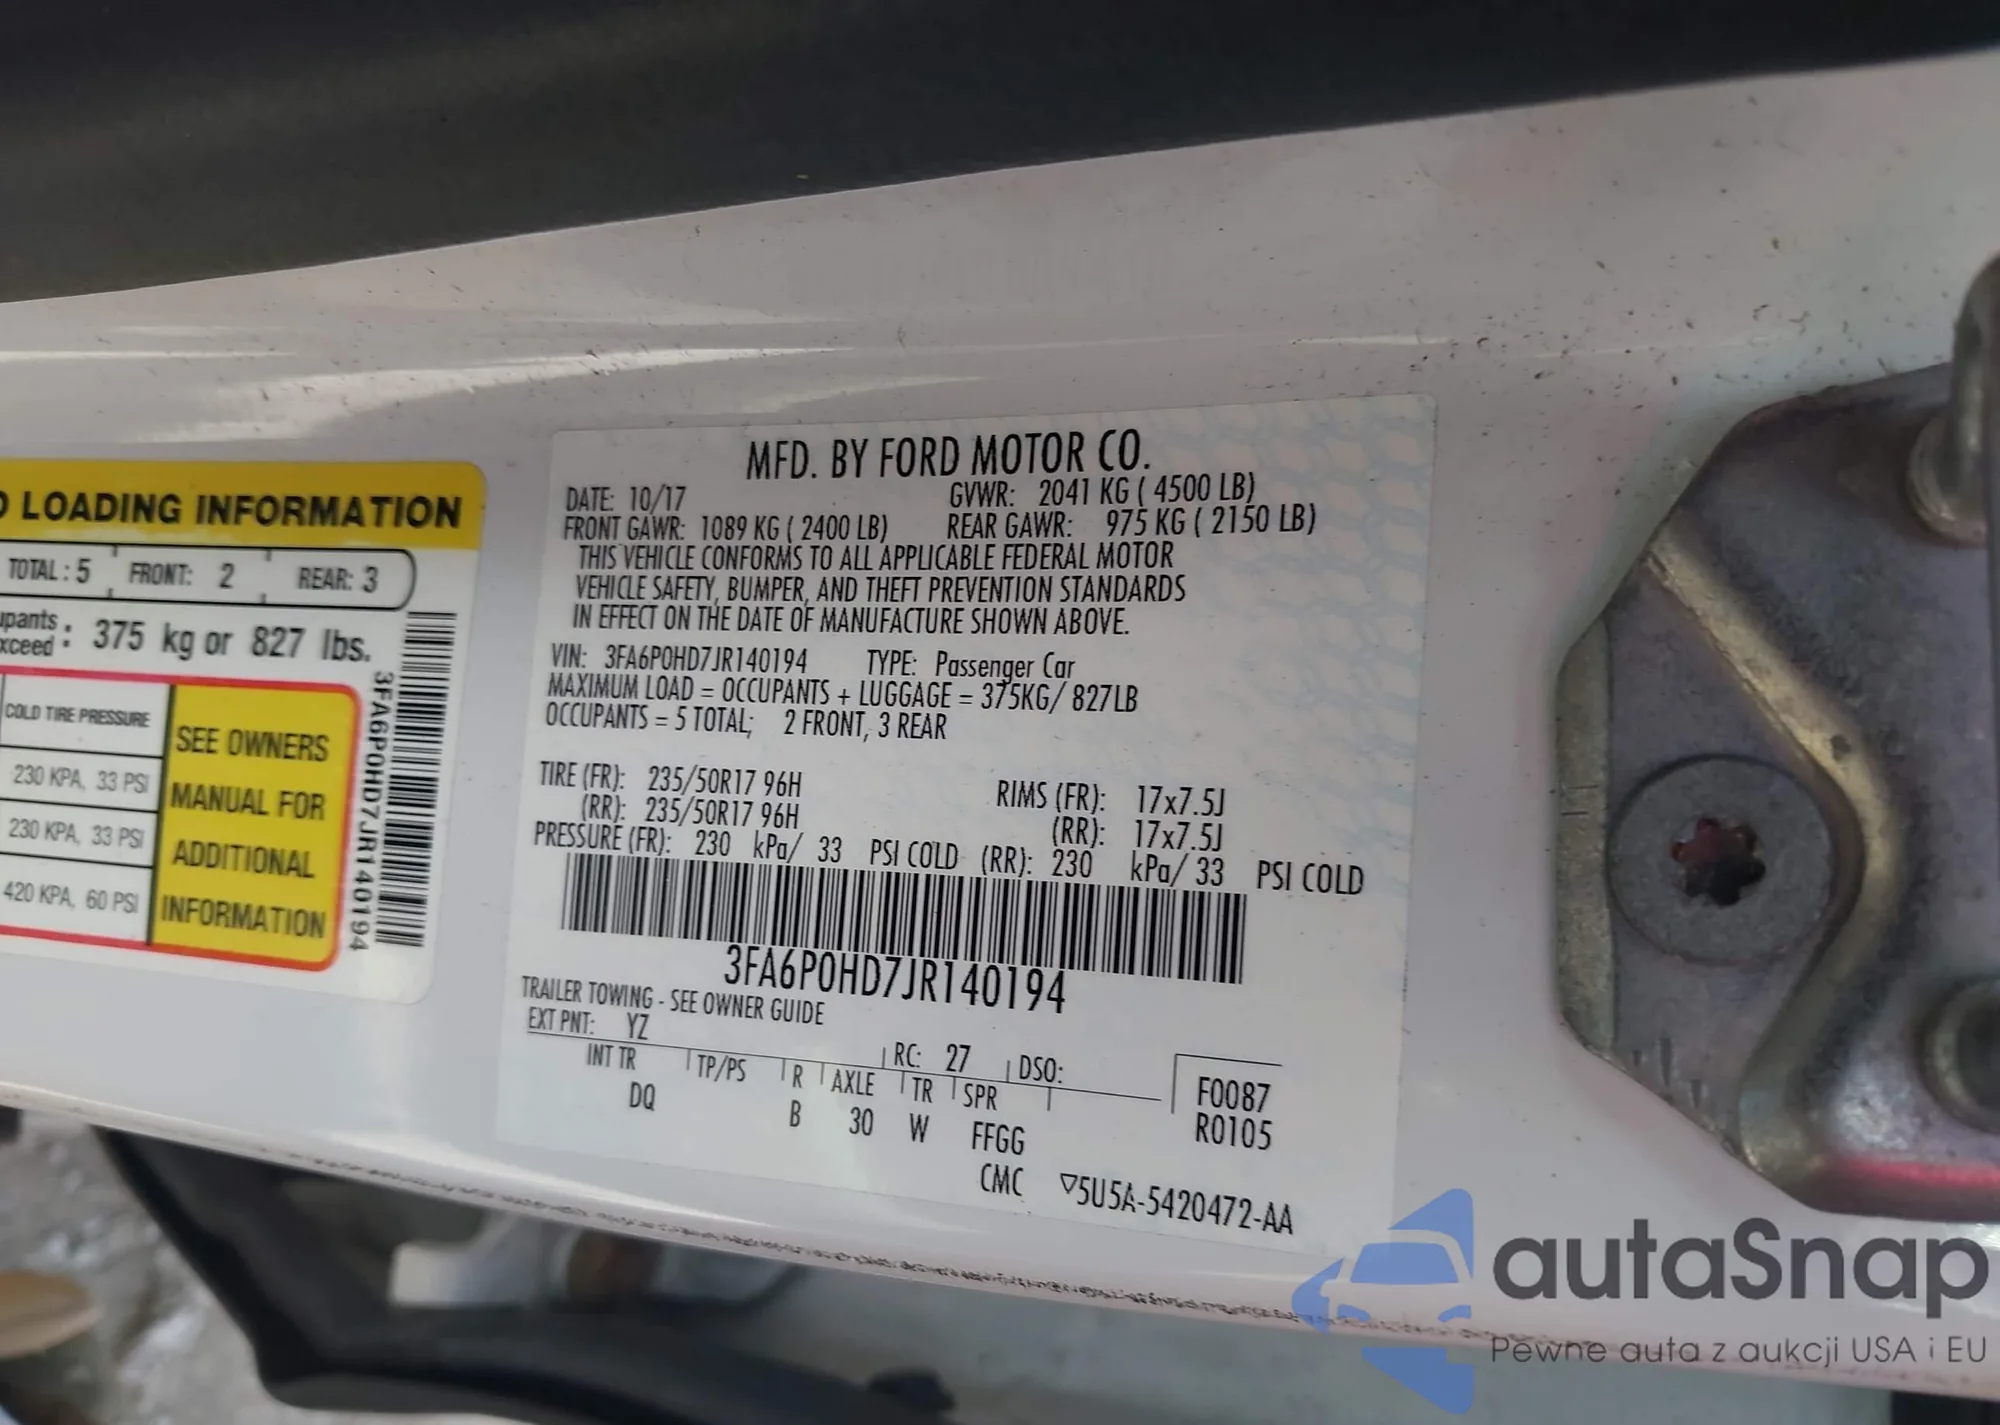 O LOADING INFORMATION
TOTAL: 5 FRONT: 2 REAR: 3
375 kg or 827 lbs.
COLD TIRE PRESSURE
230 KPA, 33 PSI
230 KPA, 33 PSI
420 KPA, 60 PSI
SEE OWNERS
MANUAL FOR
ADDITIONAL
INFORMATION
3FA6P0HD7JR140194
MFD. BY FORD MOTOR CO.
DATE: 10/17 GVWR: 2041 KG ( 4500 LB)
FRONT GAWR: 1089 KG ( 2400 LB) REAR GAWR: 975 KG ( 2150 LB)
THIS VEHICLE CONFORMS TO ALL APPLICABLE FEDERAL MOTOR
VEHICLE SAFETY, BUMPER, AND THEFT PREVENTION STANDARDS
IN EFFECT ON THE DATE OF MANUFACTURE SHOWN ABOVE.
VIN: 3FA6P0HD7JR140194 TYPE: Passenger Car
MAXIMUM LOAD = OCCUPANTS + LUGGAGE = 375KG/ 827LB
OCCUPANTS = 5 TOTAL; 2 FRONT, 3 REAR
TIRE (FR): 235/50R17 96H RIMS (FR): 17x7.5J
(RR): 235/50R17 96H (RR): 17x7.5J
PRESSURE (FR): 230 kPa/ 33 PSI COLD (RR): 230 kPa/ 33 PSI COLD
3FA6P0HD7JR140194
TRAILER TOWING - SEE OWNER GUIDE
EXT PNT: YZ RC: 27 DSO:
INT TR TP/PS R AXLE TR SPR
DQ B 30 W FFGG
F0087
R0105
CMC ▽5U5A-5420472-AA
autaSnap
Pewne auta z aukcji USA i EU